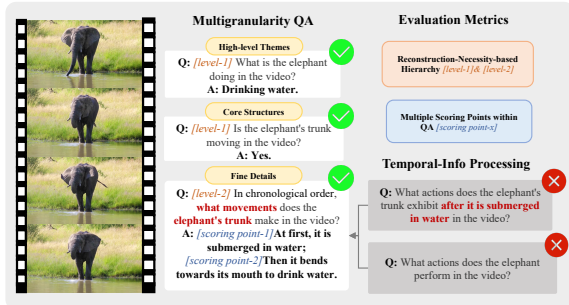 Multigranularity QA
High-level Themes
Q: [level-1] What is the elephant
doing in the video?
A: Drinking water.
Core Structures
Q: [level-1] Is the elephant's trunk
moving in the video?
A: Yes.
Fine Details
Q: [level-2] In chronological order,
what movements does the
elephant's trunk make in the video?
A: [scoring point-1]At first, it is
submerged in water;
[scoring point-2]Then it bends
towards its mouth to drink water.
Evaluation Metrics
Reconstruction-Necessity-based
Hierarchy [level-1]& [level-2]
Multiple Scoring Points within
QA [scoring point-x]
Temporal-Info Processing
Q: What actions does the elephant's
trunk exhibit after it is submerged
in water in the video?
Q: What actions does the elephant
perform in the video?